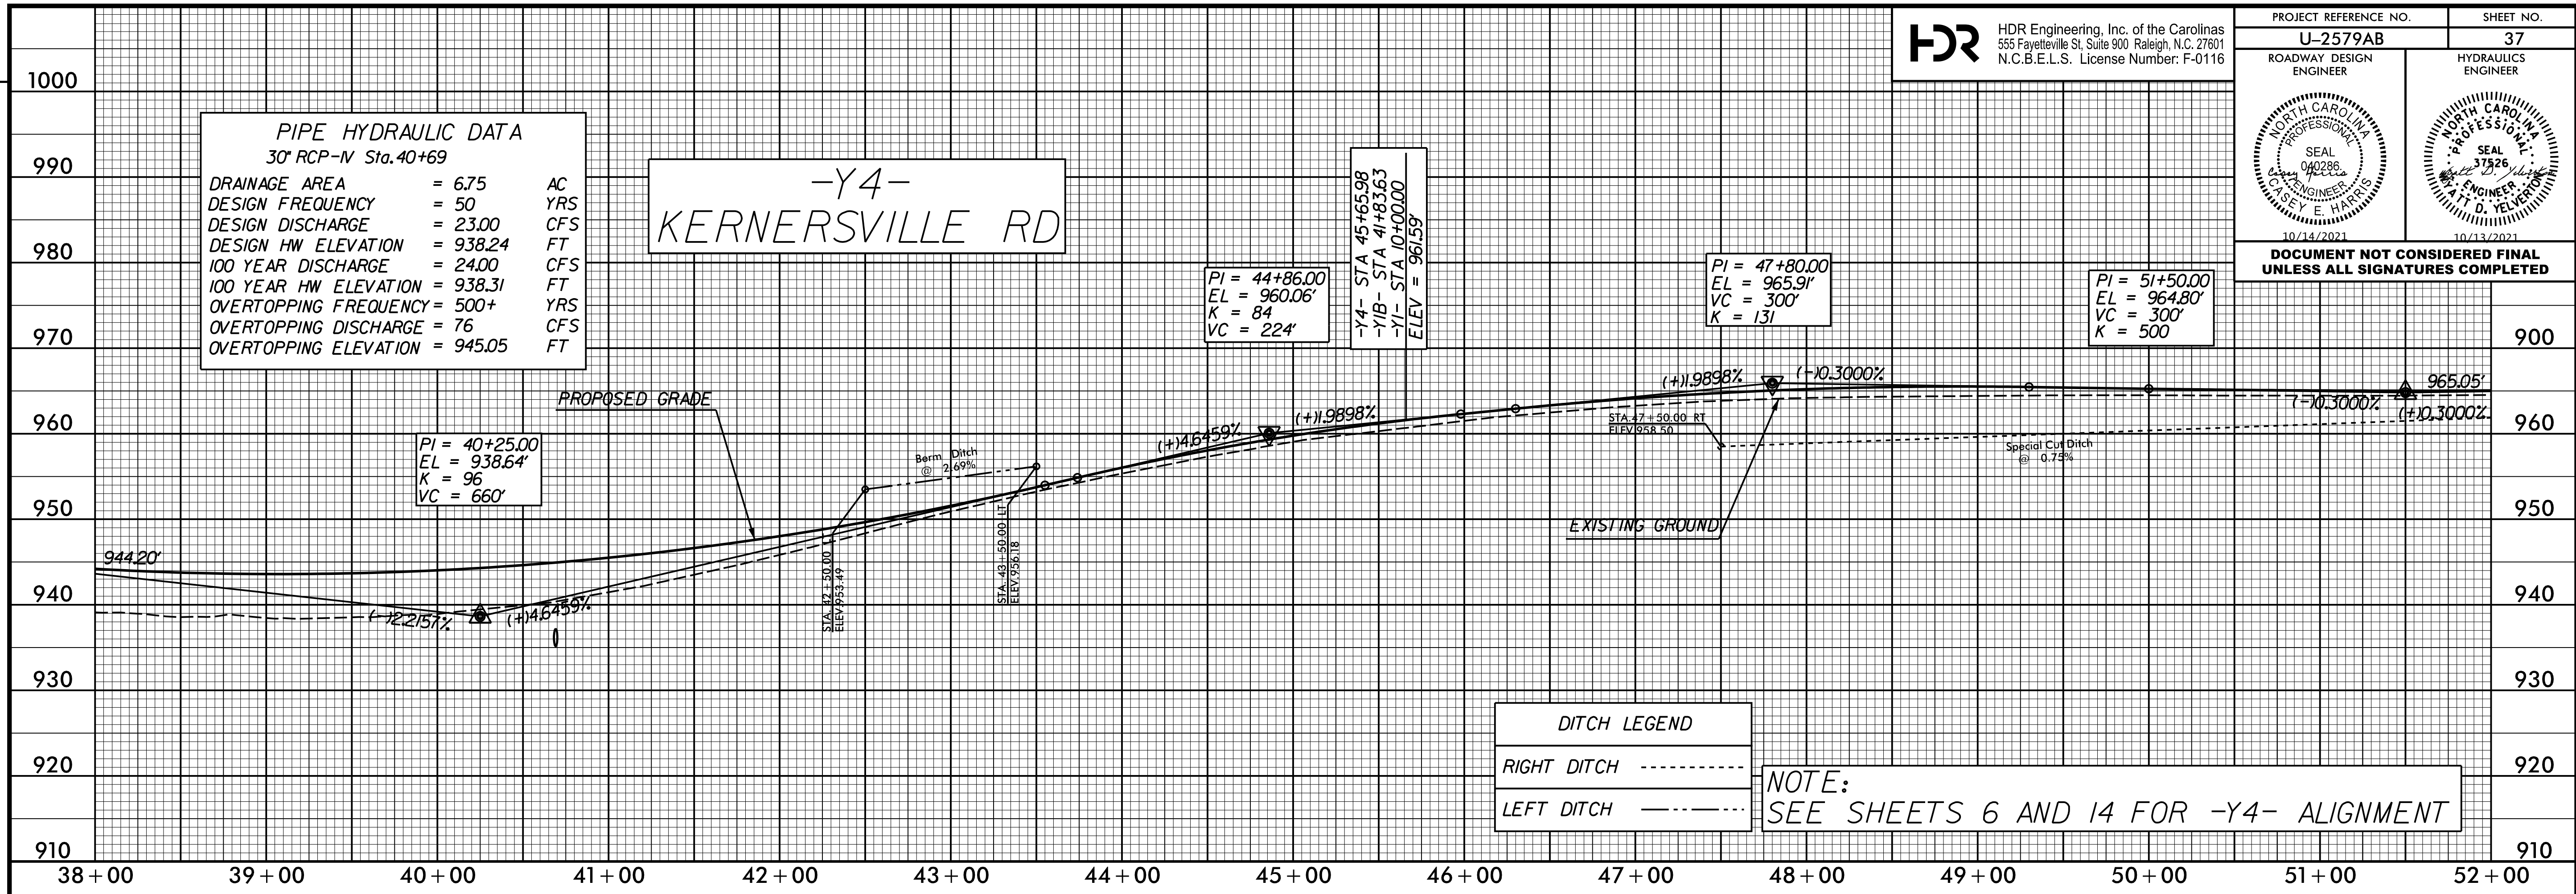 HDR
HDR Engineering, Inc. of the Carolinas
555 Fayetteville St, Suite 900 Raleigh, N.C. 27601
N.C.B.E.L.S. License Number: F-0116
PROJECT REFERENCE NO. SHEET NO.
U–2579AB 37
ROADWAY DESIGN
ENGINEER
HYDRAULICS
ENGINEER
NORTH CAROLINA
PROFESSIONAL
SEAL
040286
ENGINEER
CASEY E. HARRIS
Casey Harris
10/14/2021
NORTH CAROLINA
PROFESSIONAL
SEAL
37526
ENGINEER
WYATT D. YELVERTON
10/13/2021
DOCUMENT NOT CONSIDERED FINAL
UNLESS ALL SIGNATURES COMPLETED
PIPE HYDRAULIC DATA
30" RCP-IV Sta. 40+69
DRAINAGE AREA = 6.75 AC
DESIGN FREQUENCY = 50 YRS
DESIGN DISCHARGE = 23.00 CFS
DESIGN HW ELEVATION = 938.24 FT
100 YEAR DISCHARGE = 24.00 CFS
100 YEAR HW ELEVATION = 938.31 FT
OVERTOPPING FREQUENCY = 500+ YRS
OVERTOPPING DISCHARGE = 76 CFS
OVERTOPPING ELEVATION = 945.05 FT
-Y4-
KERNERSVILLE RD
-Y4- STA 45+65.98
-Y1B- STA 41+83.63
-Y1- STA 10+00.00
ELEV = 961.59'
PI = 40+25.00
EL = 938.64'
K = 96
VC = 660'
PI = 44+86.00
EL = 960.06'
K = 84
VC = 224'
PI = 47+80.00
EL = 965.91'
VC = 300'
K = 131
PI = 51+50.00
EL = 964.80'
VC = 300'
K = 500
PROPOSED GRADE
EXISTING GROUND
944.20'
(-)2.2157%
(+)4.6459%
Berm Ditch
@ 2.69%
STA. 42+50.00 LT
ELEV.953.49
STA. 43+50.00 LT
ELEV.956.18
(+)4.6459%
(+)1.9898%
(+)1.9898%
(-)0.3000%
STA.47+50.00 RT
ELEV.958.50
Special Cut Ditch
@ 0.75%
(-)0.3000%
965.05'
(+)0.3000%
DITCH LEGEND
RIGHT DITCH
LEFT DITCH
NOTE:
SEE SHEETS 6 AND 14 FOR -Y4- ALIGNMENT
1000
990
980
970
960
950
940
930
920
910
900
960
950
940
930
920
910
38+00 39+00 40+00 41+00 42+00 43+00 44+00 45+00 46+00 47+00 48+00 49+00 50+00 51+00 52+00